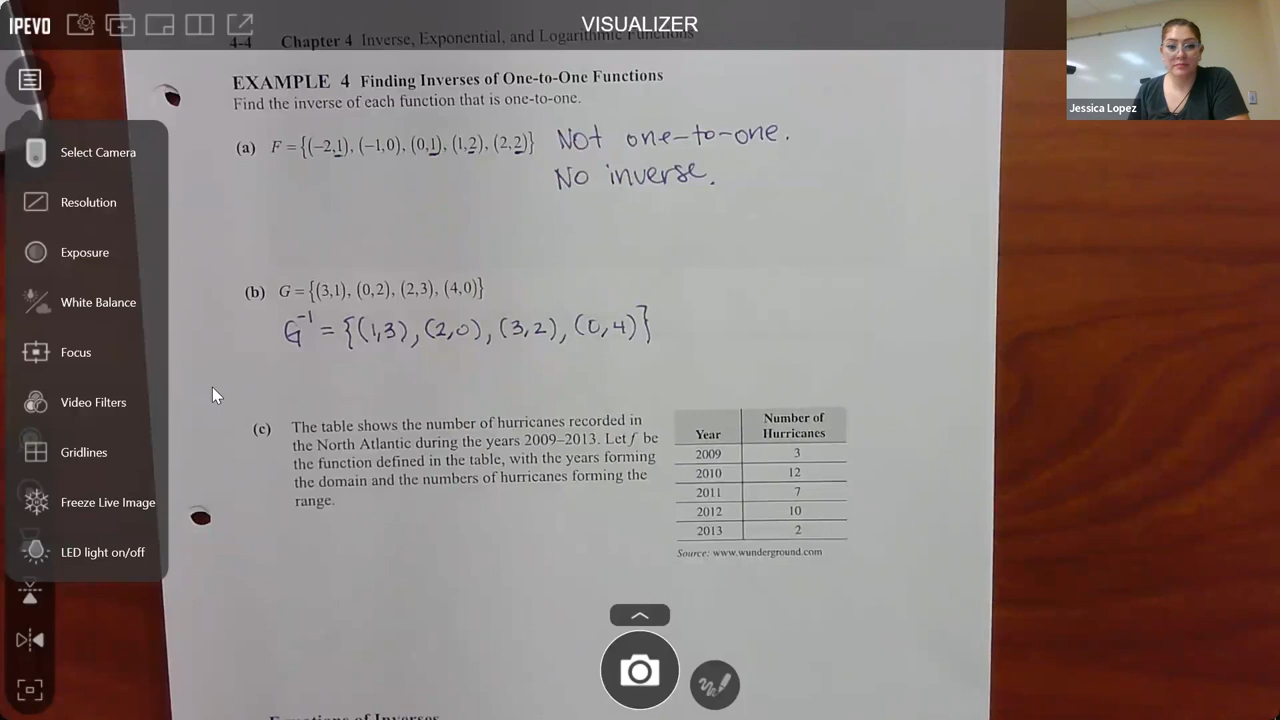 IPEVO
VISUALIZER
4-4 Chapter 4 Inverse, Exponential, and Logarithmic Functions
Jessica Lopez
EXAMPLE 4 Finding Inverses of One-to-One Functions
Find the inverse of each function that is one-to-one.
(a) F = {(−2,1), (−1,0), (0,1), (1,2), (2,2)} Not one-to-one.
No inverse.
(b) G = {(3,1), (0,2), (2,3), (4,0)}
G⁻¹ = {(1,3), (2,0), (3,2), (0,4)}
(c) The table shows the number of hurricanes recorded in
the North Atlantic during the years 2009–2013. Let f be
the function defined in the table, with the years forming
the domain and the numbers of hurricanes forming the
range.
Year Number of Hurricanes
2009 3
2010 12
2011 7
2012 10
2013 2
Source: www.wunderground.com
Equations of Inverses
Select Camera
Resolution
Exposure
White Balance
Focus
Video Filters
Gridlines
Freeze Live Image
LED light on/off